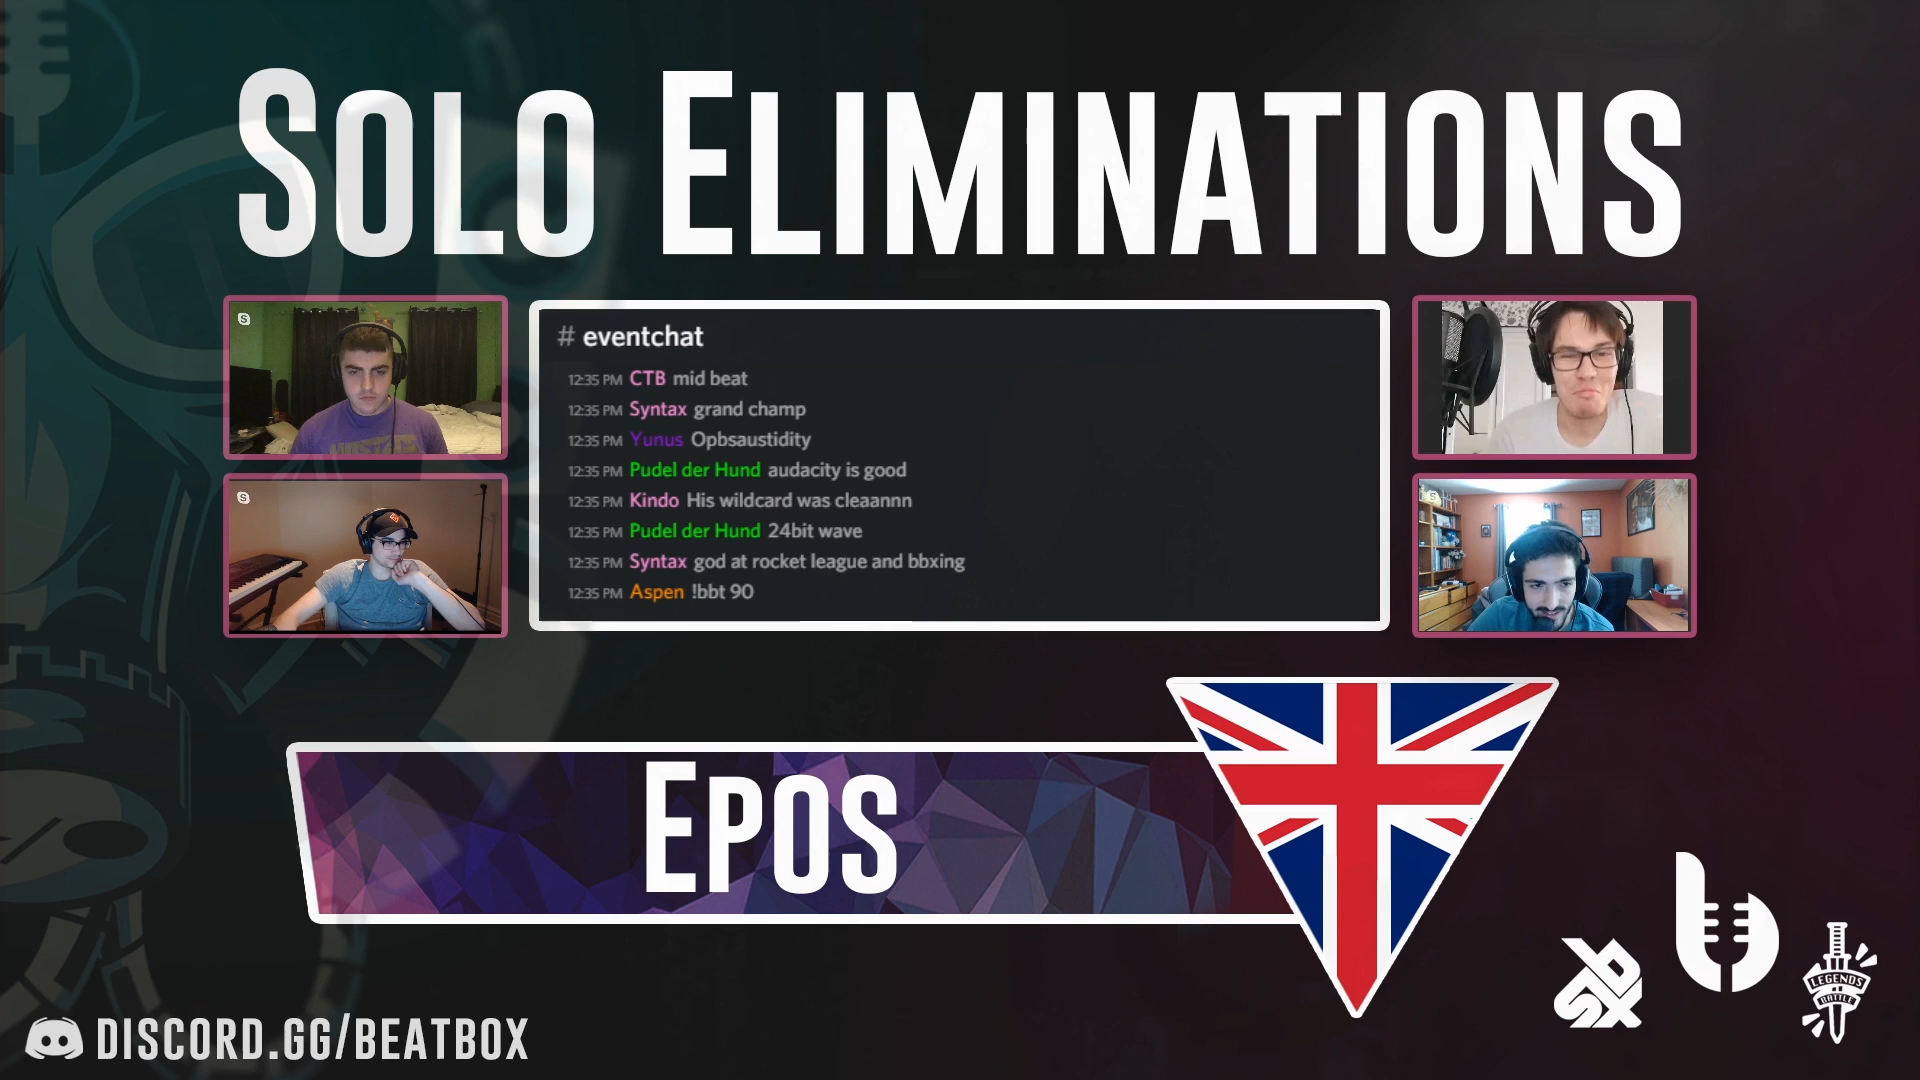 SOLO ELIMINATIONS
# eventchat
12:35 PM CTB mid beat
12:35 PM Syntax grand champ
12:35 PM Yunus Opbsaustidity
12:35 PM Pudel der Hund audacity is good
12:35 PM Kindo His wildcard was cleaannn
12:35 PM Pudel der Hund 24bit wave
12:35 PM Syntax god at rocket league and bbxing
12:35 PM Aspen !bbt 90
EPOS
LEGENDS
BATTLE
DISCORD.GG/BEATBOX